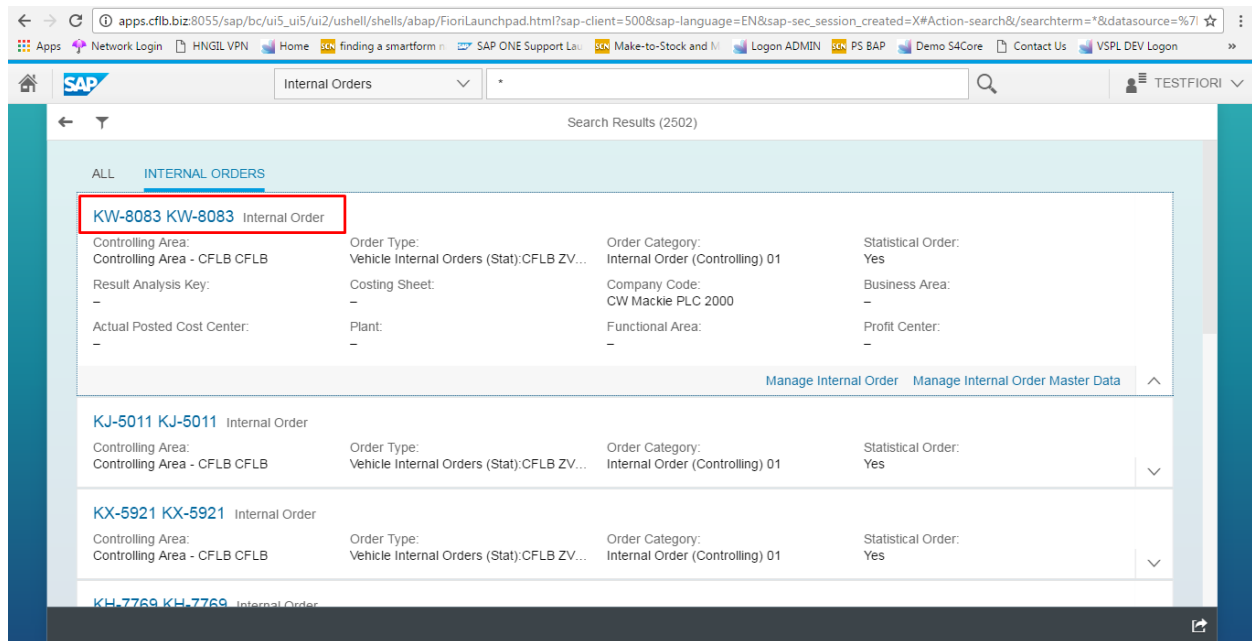 apps.cflb.biz:8055/sap/bc/ui5_ui5/ui2/ushell/shells/abap/FioriLaunchpad.html?sap-client=500&sap-language=EN&sap-sec_session_created=X#Action-search&/searchterm=*&datasource=%7
Apps Network Login HNGIL VPN Home SCN finding a smartform n SAP ONE Support Lau SCN Make-to-Stock and M Logon ADMIN SCN PS BAP Demo S4Core Contact Us VSPL DEV Logon »
SAP Internal Orders * TESTFIORI
Search Results (2502)
ALL INTERNAL ORDERS
KW-8083 KW-8083 Internal Order
Controlling Area: Order Type: Order Category: Statistical Order:
Controlling Area - CFLB CFLB Vehicle Internal Orders (Stat):CFLB ZV... Internal Order (Controlling) 01 Yes
Result Analysis Key: Costing Sheet: Company Code: Business Area:
– – CW Mackie PLC 2000 –
Actual Posted Cost Center: Plant: Functional Area: Profit Center:
– – – –
Manage Internal Order Manage Internal Order Master Data
KJ-5011 KJ-5011 Internal Order
Controlling Area: Order Type: Order Category: Statistical Order:
Controlling Area - CFLB CFLB Vehicle Internal Orders (Stat):CFLB ZV... Internal Order (Controlling) 01 Yes
KX-5921 KX-5921 Internal Order
Controlling Area: Order Type: Order Category: Statistical Order:
Controlling Area - CFLB CFLB Vehicle Internal Orders (Stat):CFLB ZV... Internal Order (Controlling) 01 Yes
KH-7769 KH-7769 Internal Order